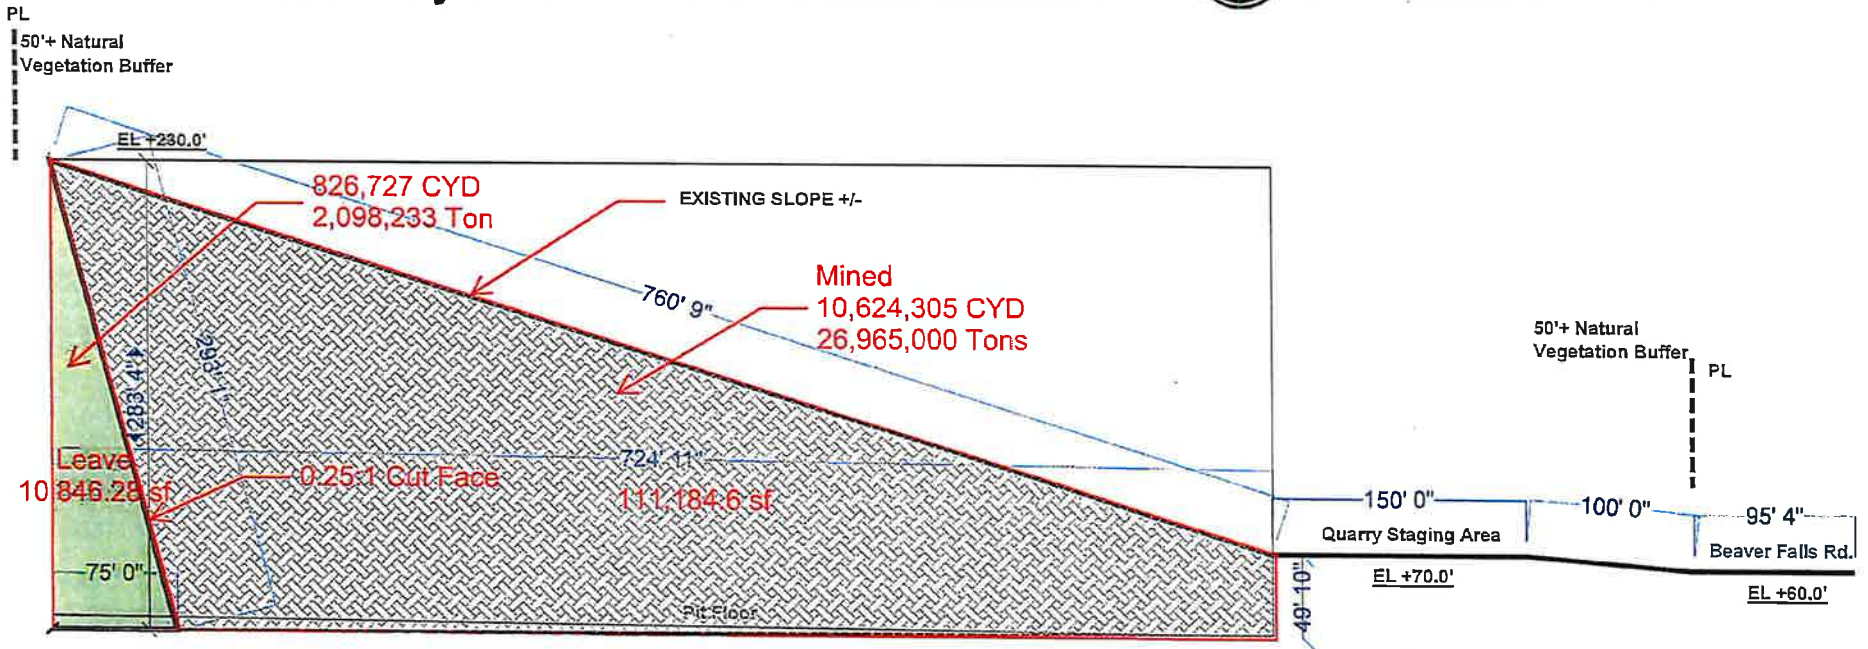 PL
50'+ Natural
Vegetation Buffer
EL +230.0'
826,727 CYD
2,098,233 Ton
EXISTING SLOPE +/-
760' 9"
Mined
10,624,305 CYD
26,965,000 Tons
50'+ Natural
Vegetation Buffer
PL
283' 4"
Leave
10,846.28 sf
0.25:1 Cut Face
724' 11"
111,184.6 sf
150' 0"
100' 0"
95' 4"
Quarry Staging Area
Beaver Falls Rd.
75' 0"
EL +70.0'
EL +60.0'
49' 10"
Pit Floor